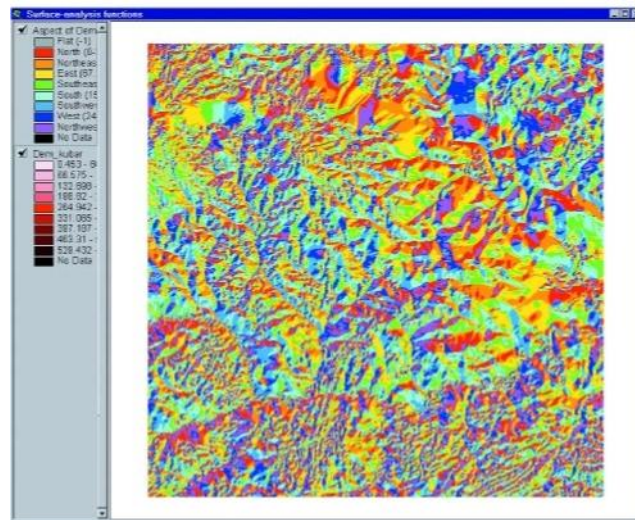 Surface-analysis functions
Aspect of Dem
Flat (-1)
North (0-
Northeas
East (67.
Southeas
South (15
Southwes
West (24
Northwes
No Data
Dem_kubar
0.453 - 6
66.575 -
132.698 -
198.82 -
264.942 -
331.065 -
397.187 -
463.31 -
529.432 -
No Data